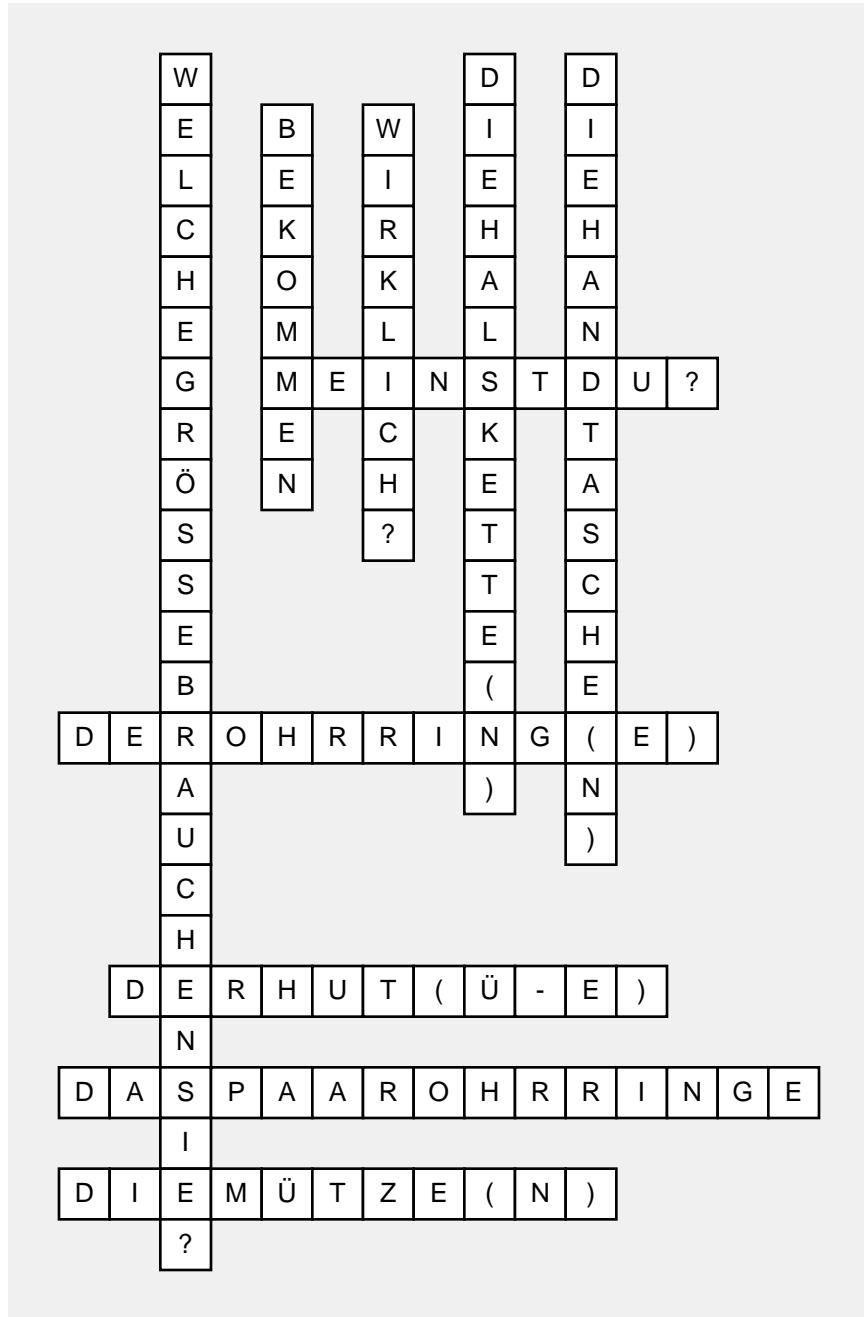 WELCHEGRÖSSEBRAUCHENSIE?
BEKOMMEN
WIRKLICH?
DIEHALSKETTE(N)
DIEHANDTASCHE(N)
MEINSTDU?
DEROHRRING(E)
DERHUT(Ü-E)
DASPAAROHRRINGE
DIEMÜTZE(N)